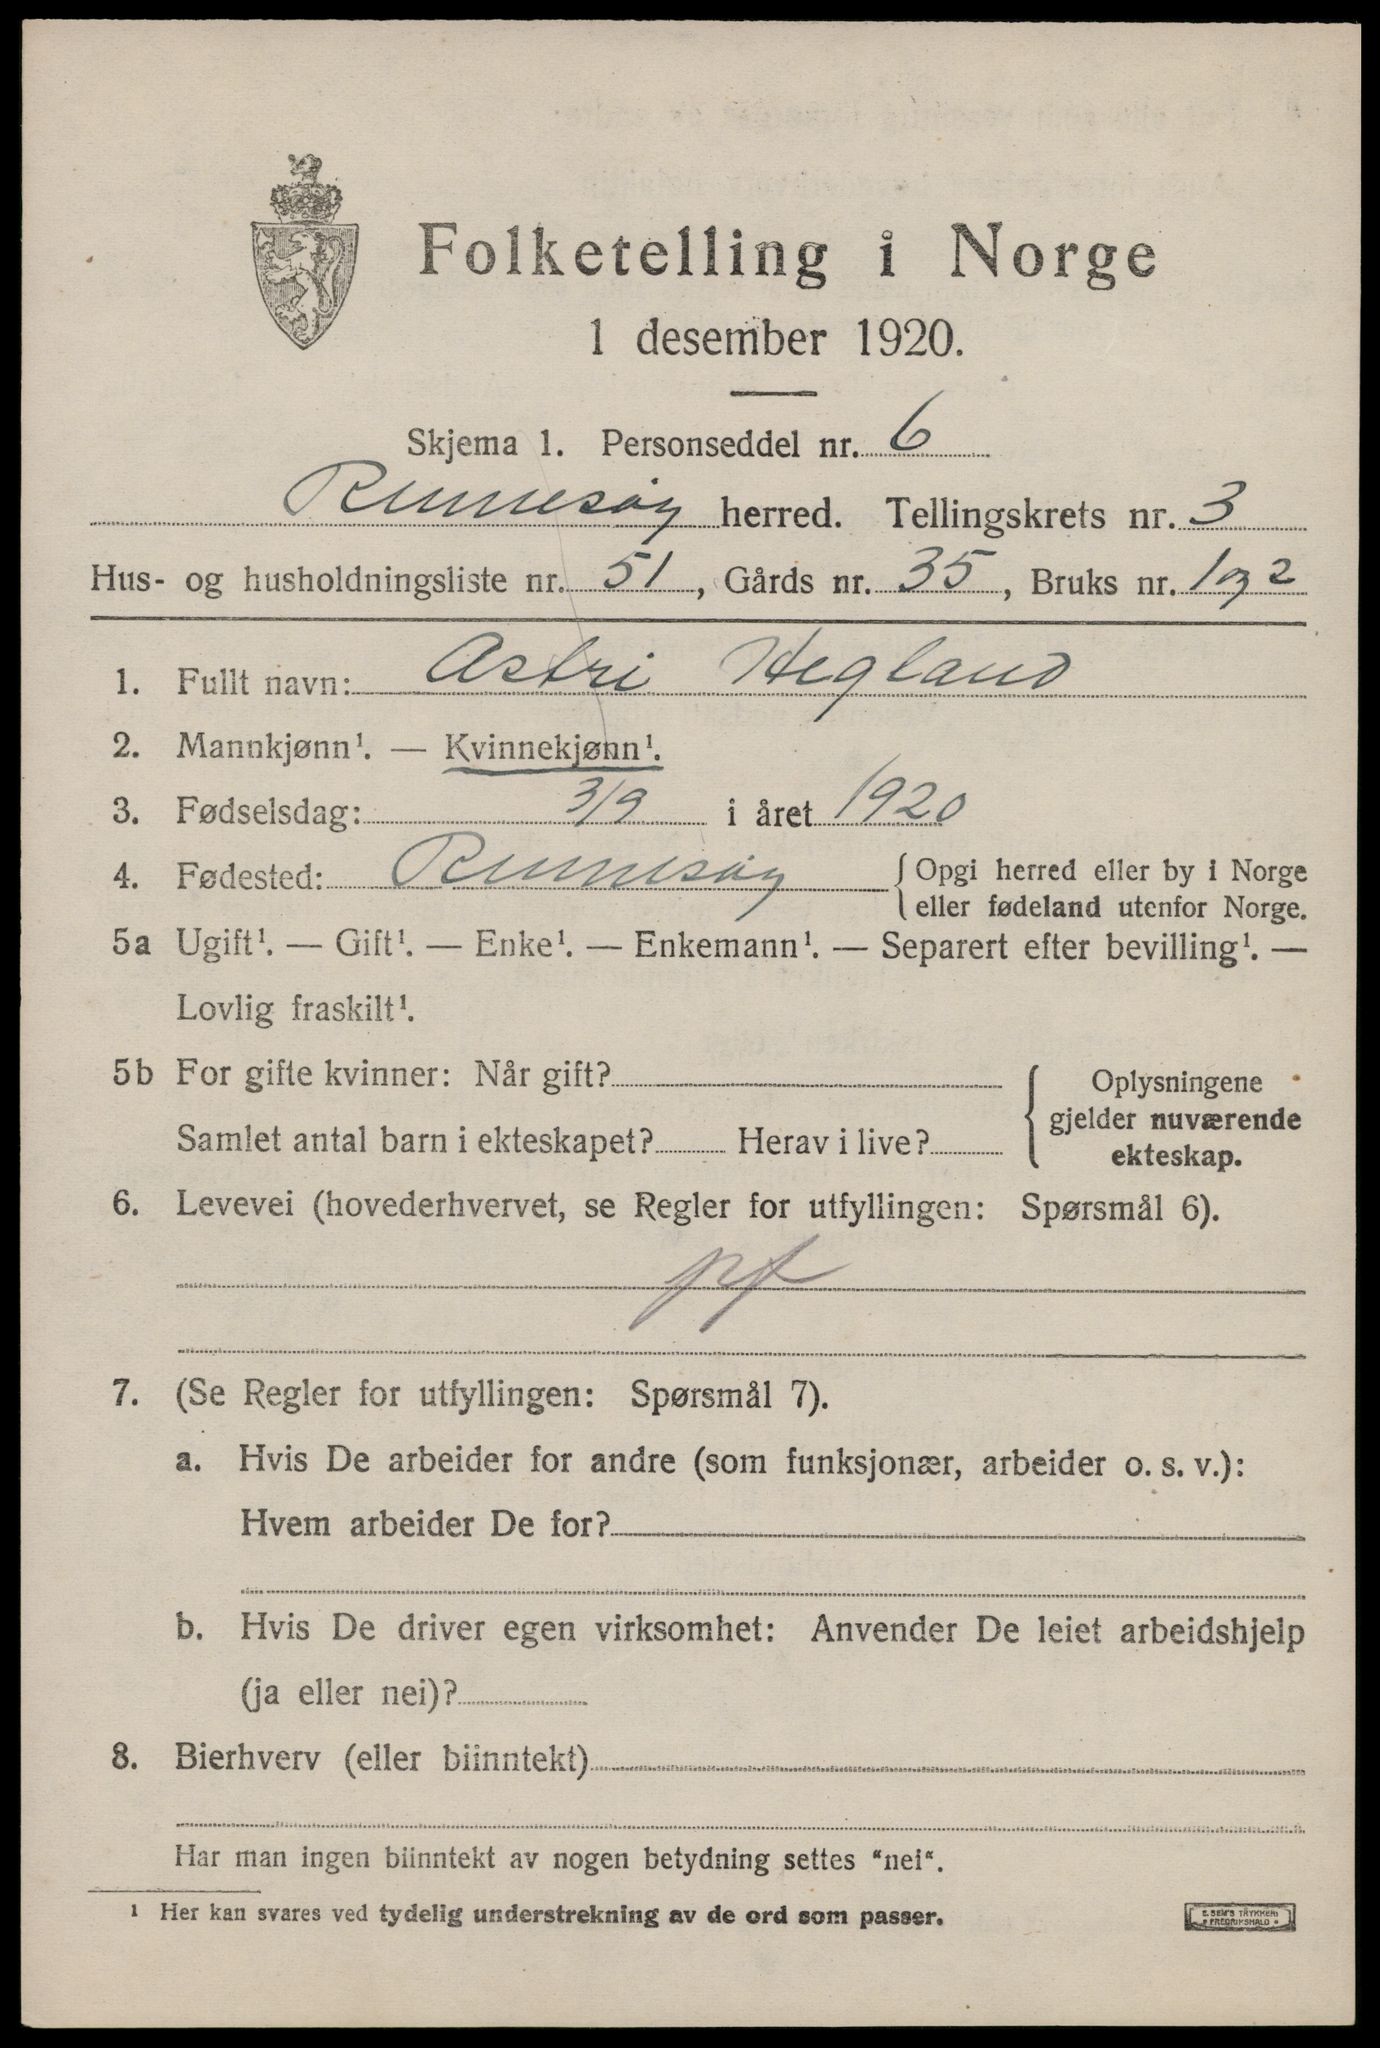 Folketelling i Norge
1 desember 1920.
Skjema 1. Personseddel nr. 6
Rennesøy herred. Tellingskrets nr. 3
Hus- og husholdningsliste nr. 51, Gårds nr. 35, Bruks nr. 1 og 2
1. Fullt navn: Astri Hegland
2. Mannkjønn¹. — Kvinnekjønn¹.
3. Fødselsdag: 3/9 i året 1920
4. Fødested: Rennesøy { Opgi herred eller by i Norge
eller fødeland utenfor Norge.
5a Ugift¹. — Gift¹. — Enke¹. — Enkemann¹. — Separert efter bevilling¹. —
Lovlig fraskilt¹.
5b For gifte kvinner: Når gift?
Samlet antal barn i ekteskapet? Herav i live?
{ Oplysningene
gjelder nuværende
ekteskap.
6. Levevei (hovederhvervet, se Regler for utfyllingen: Spørsmål 6).
pf
7. (Se Regler for utfyllingen: Spørsmål 7).
a. Hvis De arbeider for andre (som funksjonær, arbeider o. s. v.):
Hvem arbeider De for?
b. Hvis De driver egen virksomhet: Anvender De leiet arbeidshjelp
(ja eller nei)?
8. Bierhverv (eller biinntekt)
Har man ingen biinntekt av nogen betydning settes "nei".
¹ Her kan svares ved tydelig understrekning av de ord som passer.
E. SEM'S TRYKKERI
FREDRIKSHALD